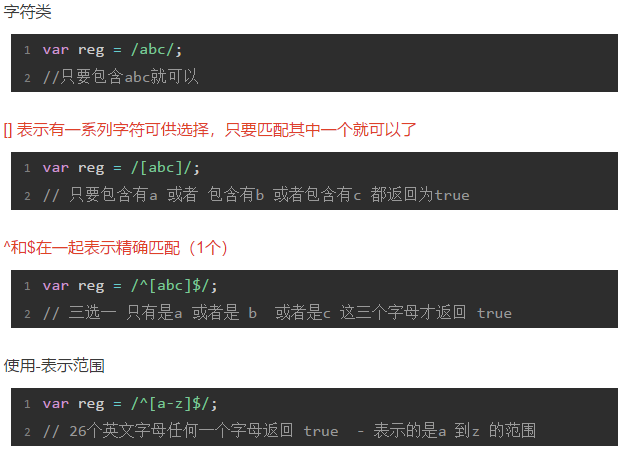 字符类
1 var reg = /abc/;
2 //只要包含abc就可以
[] 表示有一系列字符可供选择，只要匹配其中一个就可以了
1 var reg = /[abc]/;
2 // 只要包含有a 或者 包含有b 或者包含有c 都返回为true
^和$在一起表示精确匹配（1个）
1 var reg = /^[abc]$/;
2 // 三选一 只有是a 或者是 b  或者是c 这三个字母才返回 true
使用-表示范围
1 var reg = /^[a-z]$/;
2 // 26个英文字母任何一个字母返回 true  - 表示的是a 到z 的范围